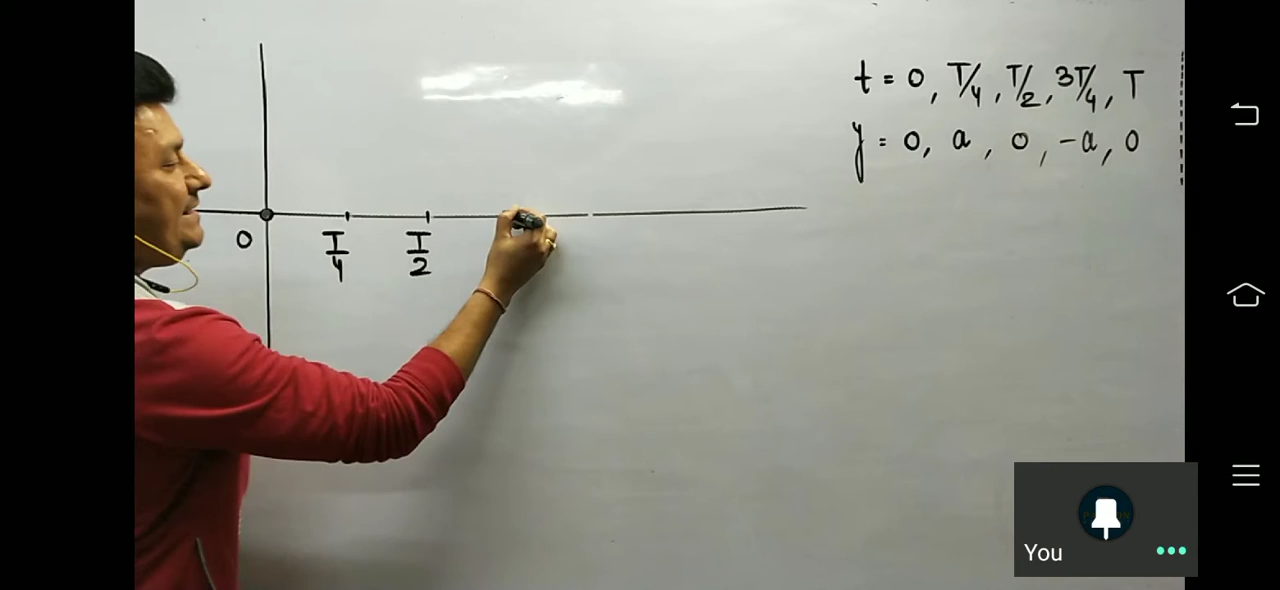 t = 0, T/4, T/2, 3T/4, T
y = 0, a, 0, -a, 0
0 T/4 T/2
You